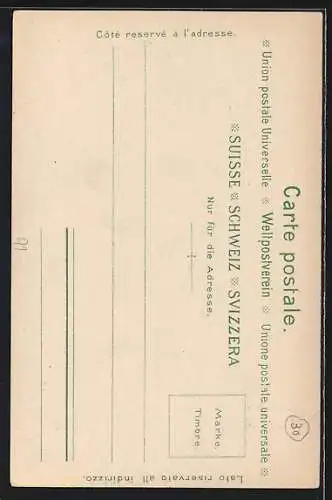 Carte postale.
※ Union postale Universelle ※ Weltpostverein ※ Unione postale universale ※
※ SUISSE ※ SCHWEIZ ※ SVIZZERA
Nur für die Adresse.
Marke.
Timbre.
Côté reservé à l'adresse.
Lato riservato all indirizzo.
30